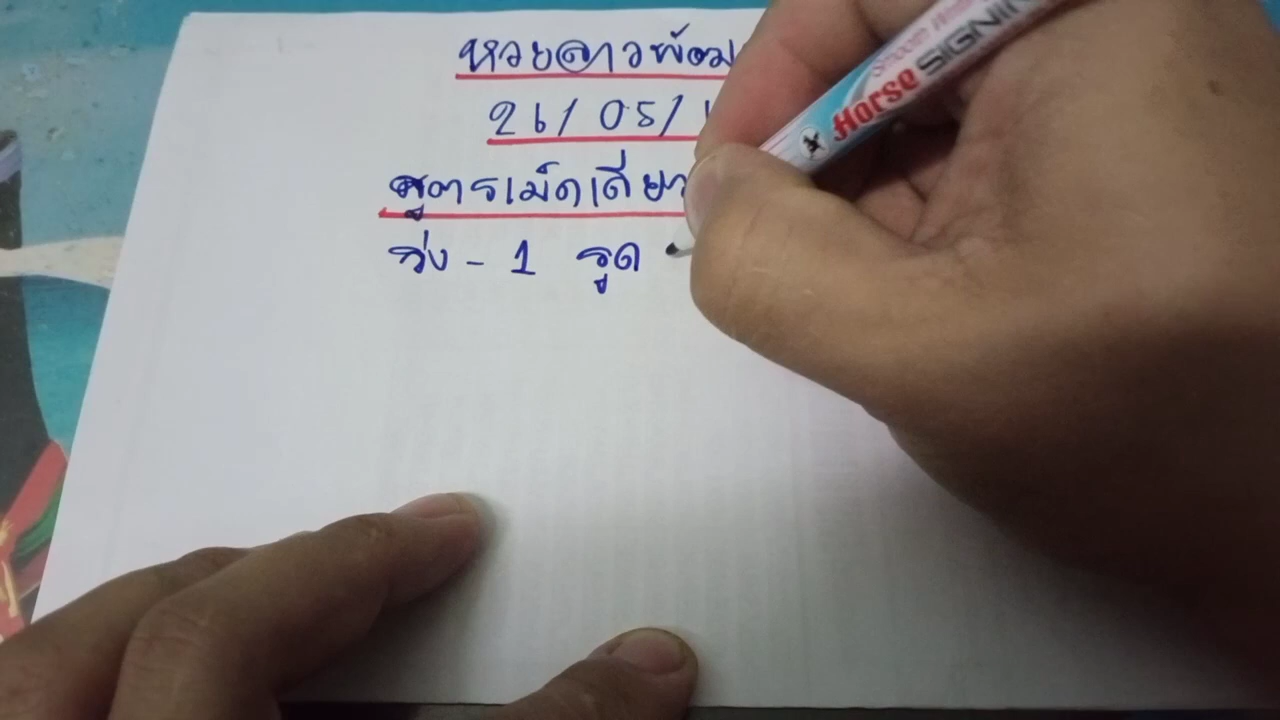 หวยลาวพัฒ
26/05/
สูตรเม็ดเดียว
วิ่ง - 1 รูด
Horse SIGNIN